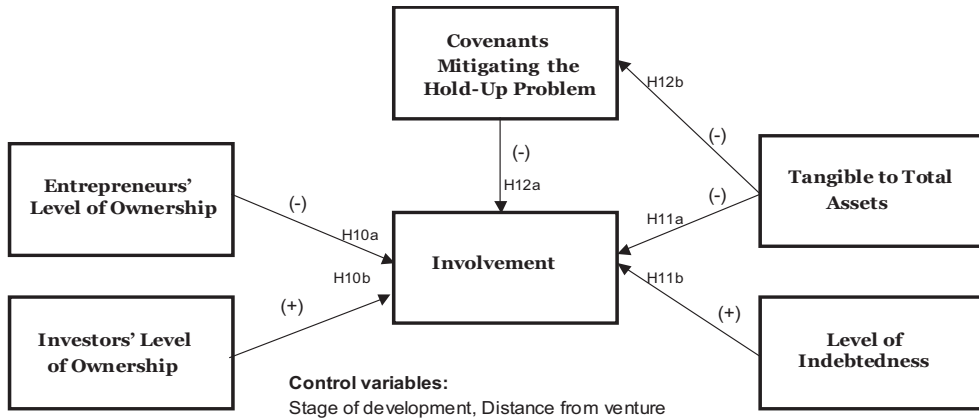 Covenants
Mitigating the
Hold-Up Problem
H12b
(-)
(-)
H12a
Entrepreneurs’
Level of Ownership
(-)
H10a
Tangible to Total
Assets
(-)
H11a
Involvement
H10b
(+)
H11b
(+)
Investors’ Level
of Ownership
Level of
Indebtedness
Control variables:
Stage of development, Distance from venture